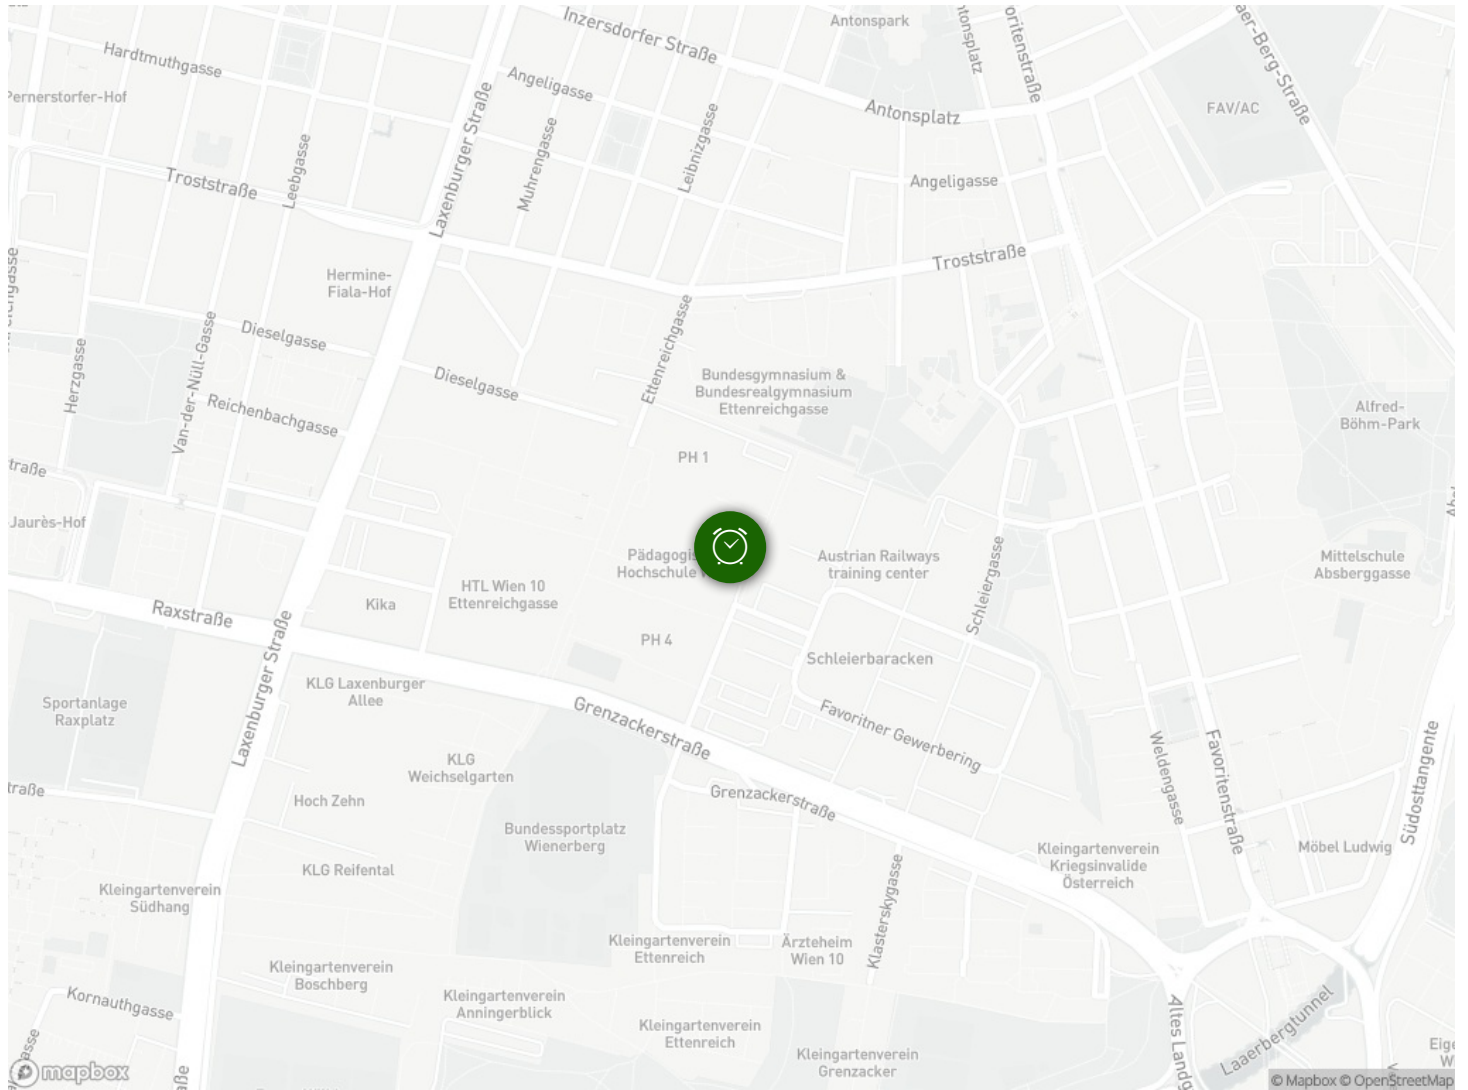 Inzersdorfer Straße
Antonspark
Hardtmuthgasse
Pernerstorfer-Hof
Angeligasse
Antonsplatz
FAV/AC
Laxenburger Straße
Muhrengasse
Leibnizgasse
Leebgasse
Troststraße
Angeligasse
Troststraße
Hermine-
Fiala-Hof
Dieselgasse
Herzgasse
Van-der-Nüll-Gasse
Reichenbachgasse
Dieselgasse
Ettenreichgasse
Bundesgymnasium &
Bundesrealgymnasium
Ettenreichgasse
Alfred-
Böhm-Park
PH 1
Jaurès-Hof
Hochschule
Austrian Railways
training center
Schleiergasse
Mittelschule
Absberggasse
HTL Wien 10
Ettenreichgasse
Kika
Raxstraße
PH 4
Schleierbaracken
Laxenburger Straße
KLG Laxenburger
Allee
Sportanlage
Raxplatz
Grenzackerstraße
Favoritner Gewerbering
Weldengasse
Favoritenstraße
Südosttangente
KLG
Weichselgarten
Hoch Zehn
Grenzackerstraße
Bundessportplatz
Wienerberg
Kleingartenverein
Kriegsinvalide
Österreich
Möbel Ludwig
KLG Reifental
Kleingartenverein
Südhang
Klasterskygasse
Kleingartenverein
Ettenreich
Ärzteheim
Wien 10
Kleingartenverein
Boschberg
Kornauthgasse
Kleingartenverein
Anningerblick
Kleingartenverein
Ettenreich
Kleingartenverein
Grenzacker
Altes Landg
Laaerbergtunnel
mapbox
© Mapbox © OpenStreetMap